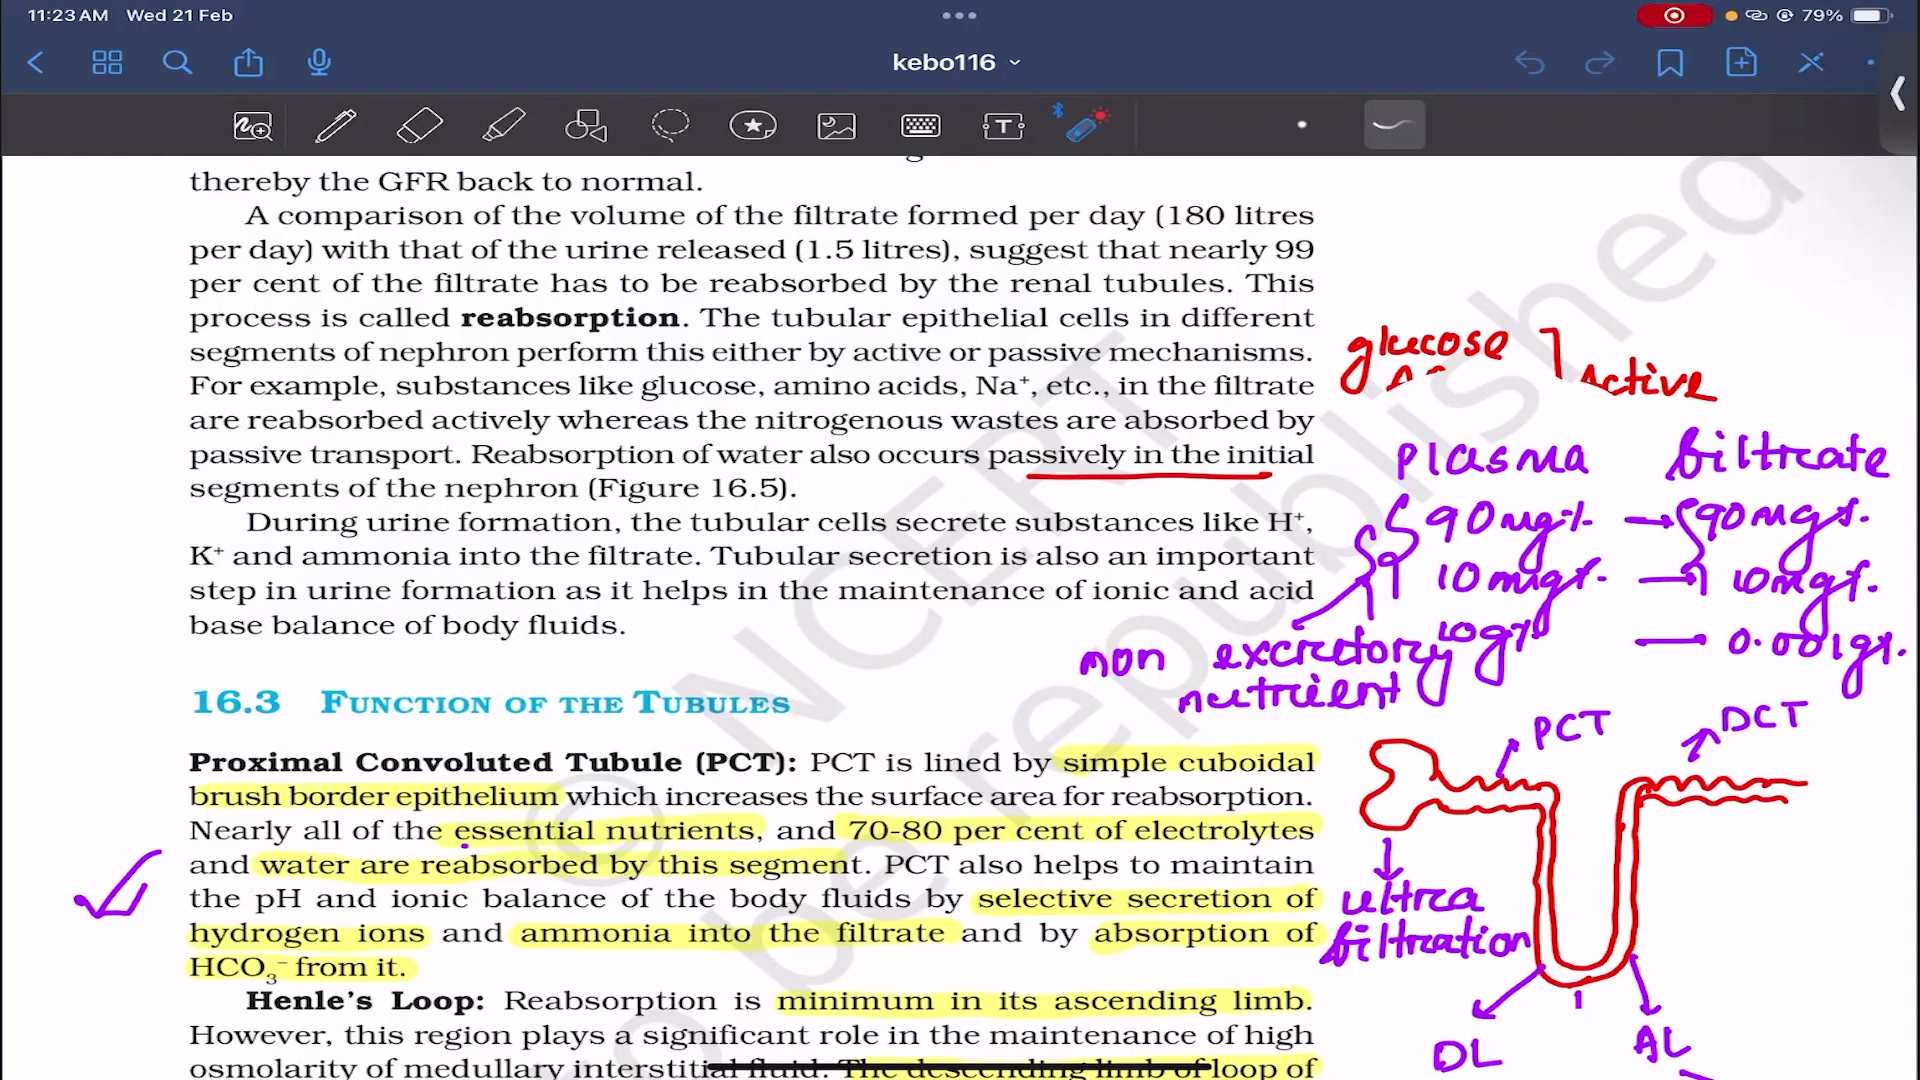 11:23 AM Wed 21 Feb
79%
kebo116
thereby the GFR back to normal.
A comparison of the volume of the filtrate formed per day (180 litres
per day) with that of the urine released (1.5 litres), suggest that nearly 99
per cent of the filtrate has to be reabsorbed by the renal tubules. This
process is called reabsorption. The tubular epithelial cells in different
segments of nephron perform this either by active or passive mechanisms.
For example, substances like glucose, amino acids, Na⁺, etc., in the filtrate
are reabsorbed actively whereas the nitrogenous wastes are absorbed by
passive transport. Reabsorption of water also occurs passively in the initial
segments of the nephron (Figure 16.5).
During urine formation, the tubular cells secrete substances like H⁺,
K⁺ and ammonia into the filtrate. Tubular secretion is also an important
step in urine formation as it helps in the maintenance of ionic and acid
base balance of body fluids.
16.3 FUNCTION OF THE TUBULES
Proximal Convoluted Tubule (PCT): PCT is lined by simple cuboidal
brush border epithelium which increases the surface area for reabsorption.
Nearly all of the essential nutrients, and 70-80 per cent of electrolytes
and water are reabsorbed by this segment. PCT also helps to maintain
the pH and ionic balance of the body fluids by selective secretion of
hydrogen ions and ammonia into the filtrate and by absorption of
HCO₃⁻ from it.
Henle's Loop: Reabsorption is minimum in its ascending limb.
However, this region plays a significant role in the maintenance of high
osmolarity of medullary interstitial fluid. The descending limb of loop of
glucose
Active
Plasma filtrate
90mg% → 90mg%.
10mg%. → 10mg%.
10g% — 0.001g%.
non excretory
nutrient
PCT
DCT
ultra
filtration
DL
AL
© NCERT
be republished